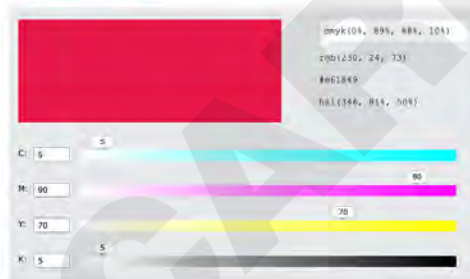 cmyk(0%, 89%, 68%, 10%)
rgb(230, 24, 73)
#e61849
hsl(346, 81%, 50%)
5
C: 5
90
M: 90
70
Y: 70
5
K: 5